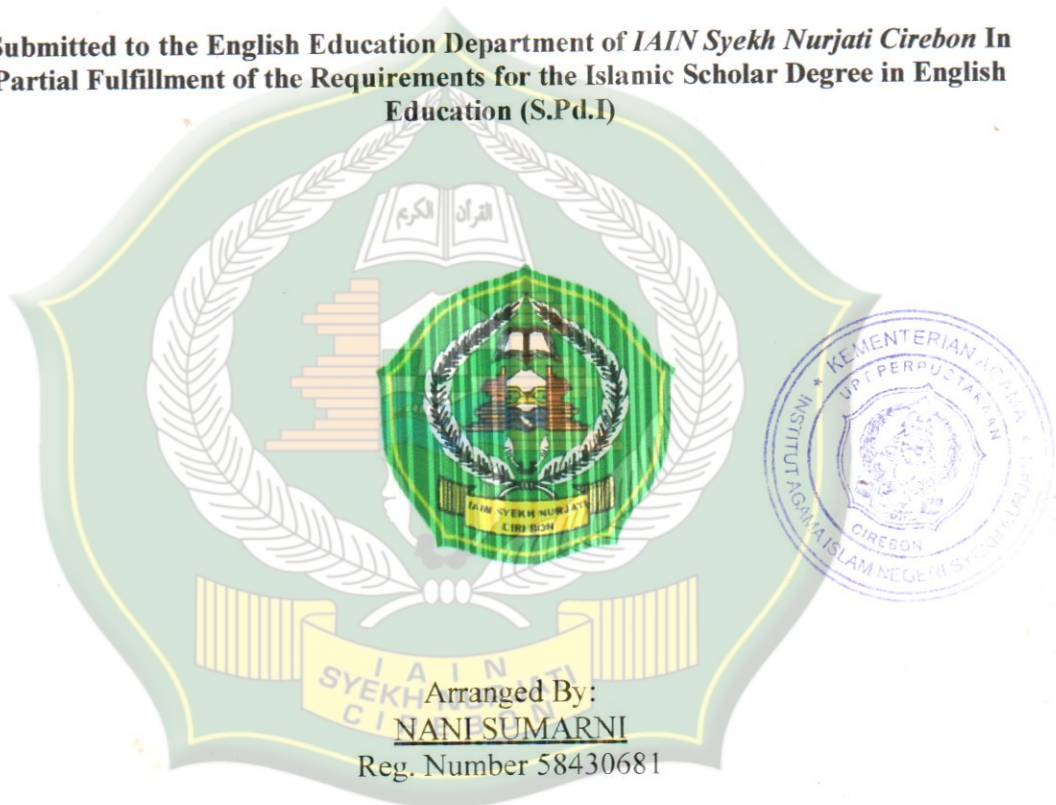 Submitted to the English Education Department of IAIN Syekh Nurjati Cirebon In
Partial Fulfillment of the Requirements for the Islamic Scholar Degree in English
Education (S.Pd.I)
القرآن الكريم
IAIN SYEKH NURJATI
CIREBON
KEMENTERIAN AGAMA
UPT PERPUSTAKAAN
CIREBON
INSTITUT AGAMA ISLAM NEGERI SYEKH NURJATI
I A I N
SYEKH NURJATI
CIREBON
Arranged By:
NANI SUMARNI
Reg. Number 58430681